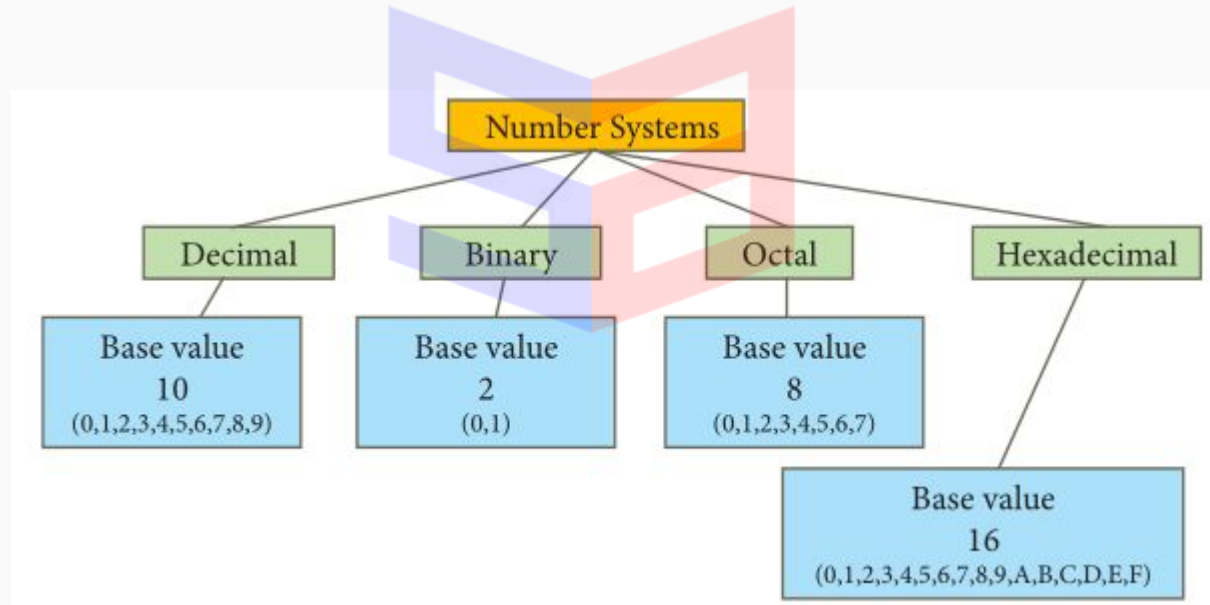 Number Systems
Decimal
Binary
Octal
Hexadecimal
Base value
10
(0,1,2,3,4,5,6,7,8,9)
Base value
2
(0,1)
Base value
8
(0,1,2,3,4,5,6,7)
Base value
16
(0,1,2,3,4,5,6,7,8,9,A,B,C,D,E,F)